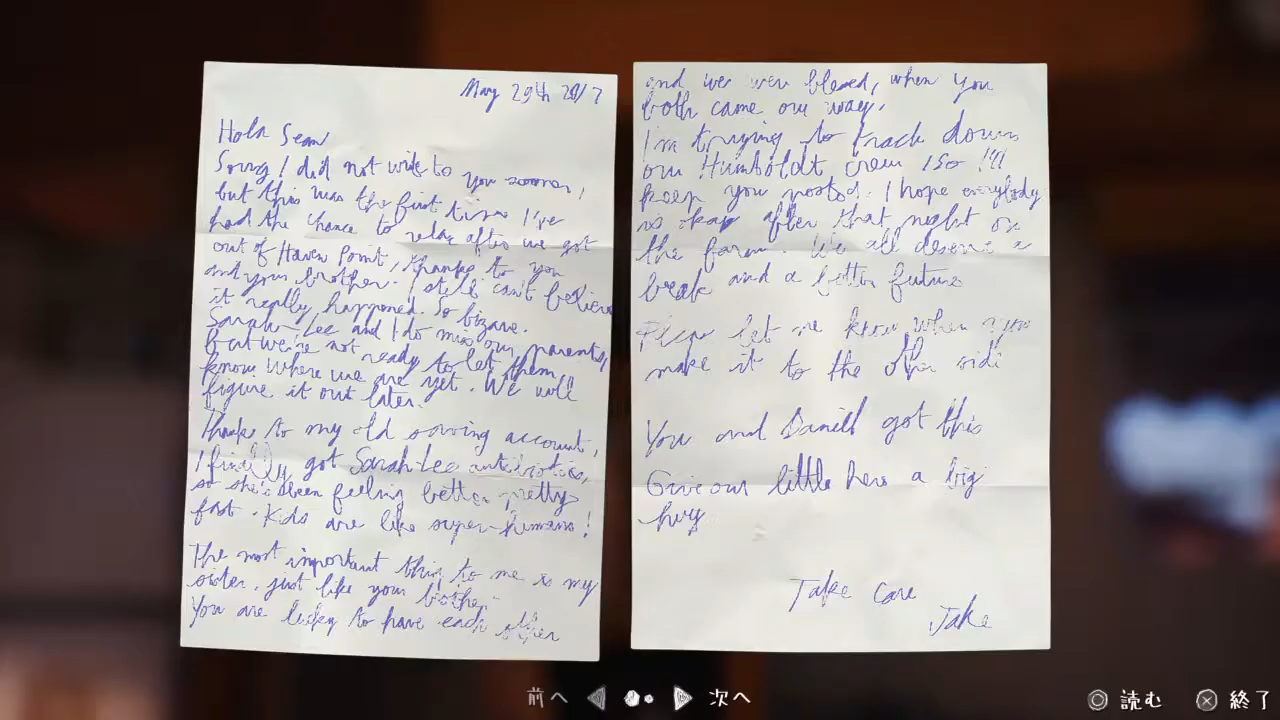 May 29th 2017
Hola Sean
Sorry I did not write to you sooner,
but this was the first time I've
had the chance to relax after we got
out of Haven Point, thanks to you
and your brother. I still can't believe
it really happened. So bizare.
Sarah-Lee and I do miss our parents,
but we're not ready to let them
know where we are yet. We will
figure it out later.
Thanks to my old saving account,
I finally got Sarah-Lee antibiotics,
so she's been feeling better pretty
fast. Kids are like super-humans!
The most important thing to me is my
sister, just like your brother.
You are lucky to have each other
and we were blessed, when you
both came our way.
I'm trying to track down
our Humboldt crew so I'll
keep you posted. I hope everybody
is okay after that night on
the farm. We all deserve a
break and a better future
Please let me know when you
make it to the other side
You and Daniel got this
Give our little hero a big
hug
Take Care
Jake
前へ 次へ
読む 終了